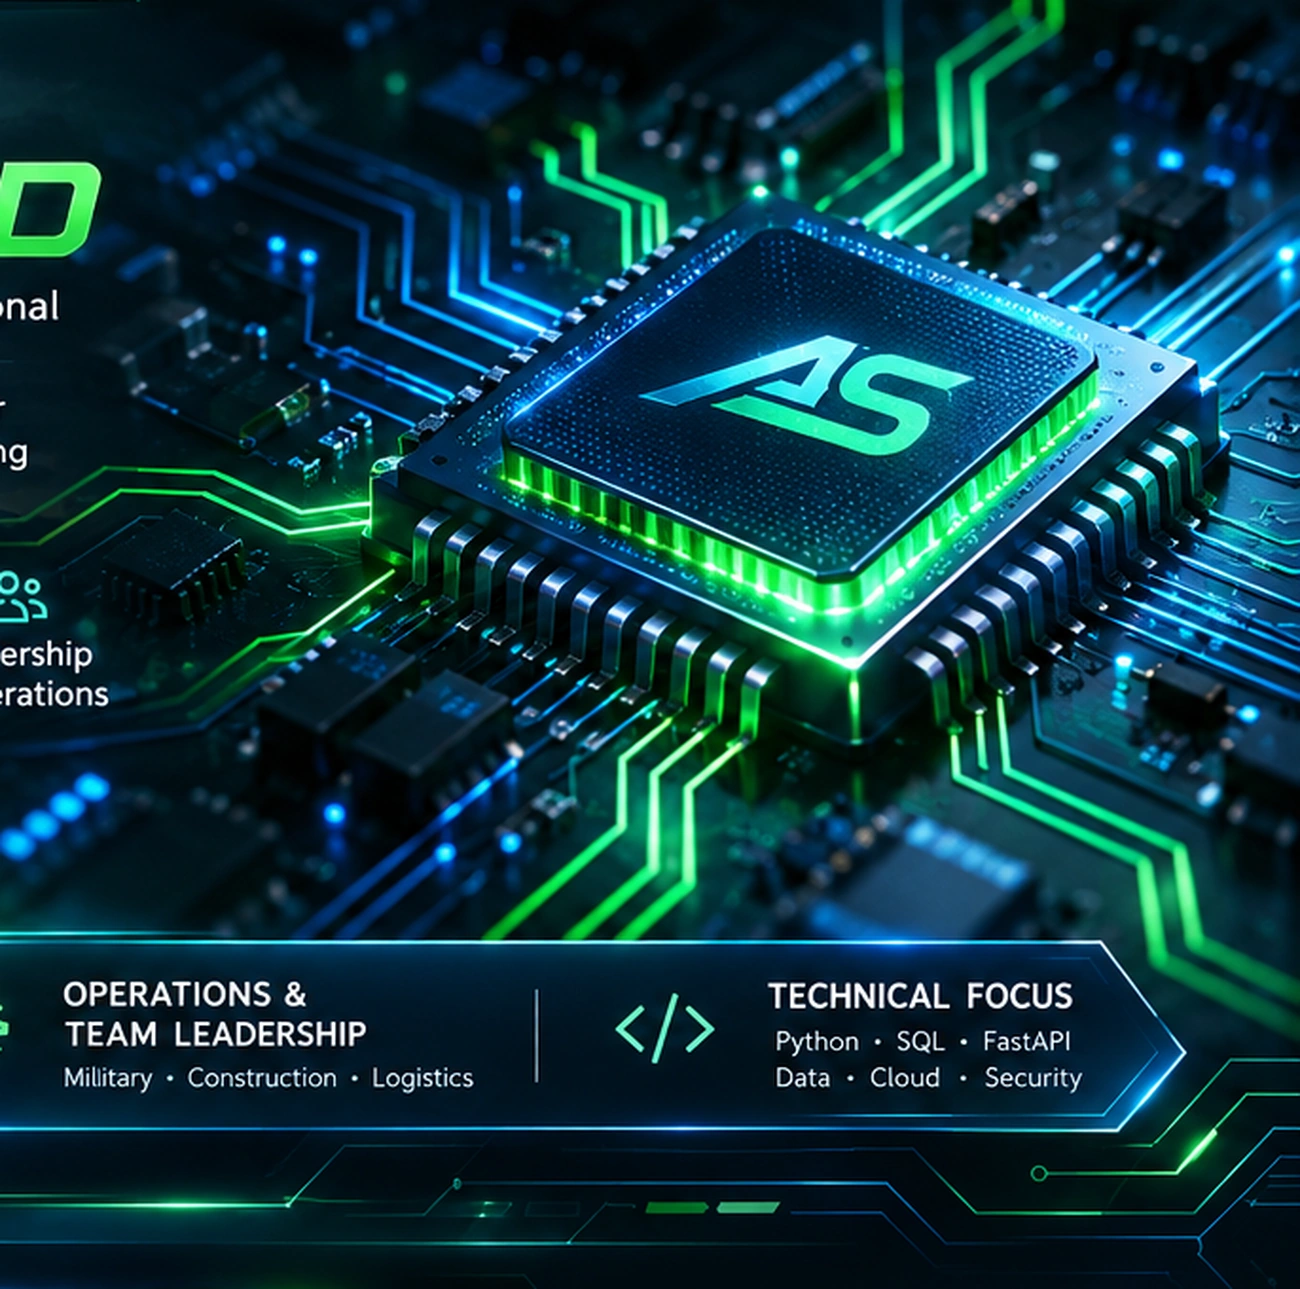 D
onal
r
ng
ership
erations
AS
OPERATIONS &
TEAM LEADERSHIP
Military • Construction • Logistics
</>
TECHNICAL FOCUS
Python • SQL • FastAPI
Data • Cloud • Security